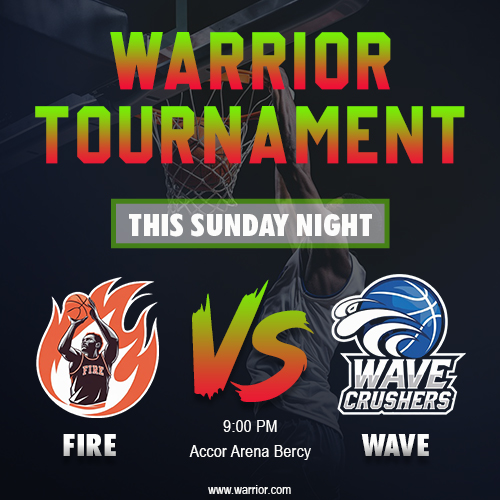 WARRIOR
TOURNAMENT
THIS SUNDAY NIGHT
FIRE
VS
WAVE
CRUSHERS
9:00 PM
FIRE
Accor Arena Bercy
WAVE
www.warrior.com